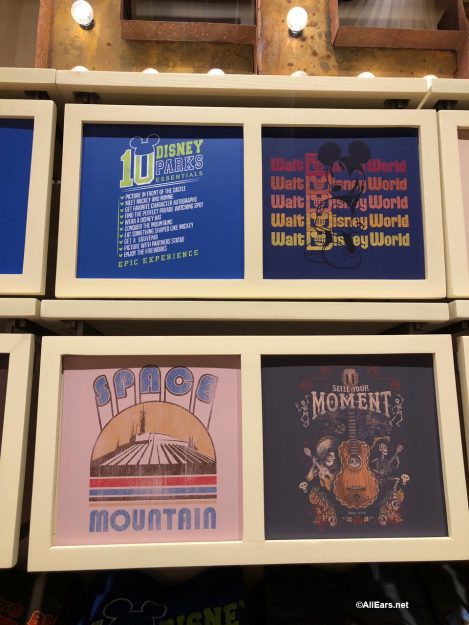 10 DISNEY
PARKS
ESSENTIALS
PICTURE IN FRONT OF THE CASTLE
MEET MICKEY AND MINNIE
GET FAVORITE CHARACTER AUTOGRAPHS
FIND THE PERFECT PARADE WATCHING SPOT
WEAR A DISNEY HAT
CONQUER THE MOUNTAINS
EAT SOMETHING SHAPED LIKE MICKEY
GET A SOUVENIR
PICTURE WITH PARTNERS STATUE
ENJOY THE FIREWORKS
EPIC EXPERIENCE
Walt Disney World
Walt Disney World
Walt Disney World
Walt Disney World
Walt Disney World
SPACE
MOUNTAIN
SEIZE YOUR
MOMENT
DISNEY
©AllEars.net